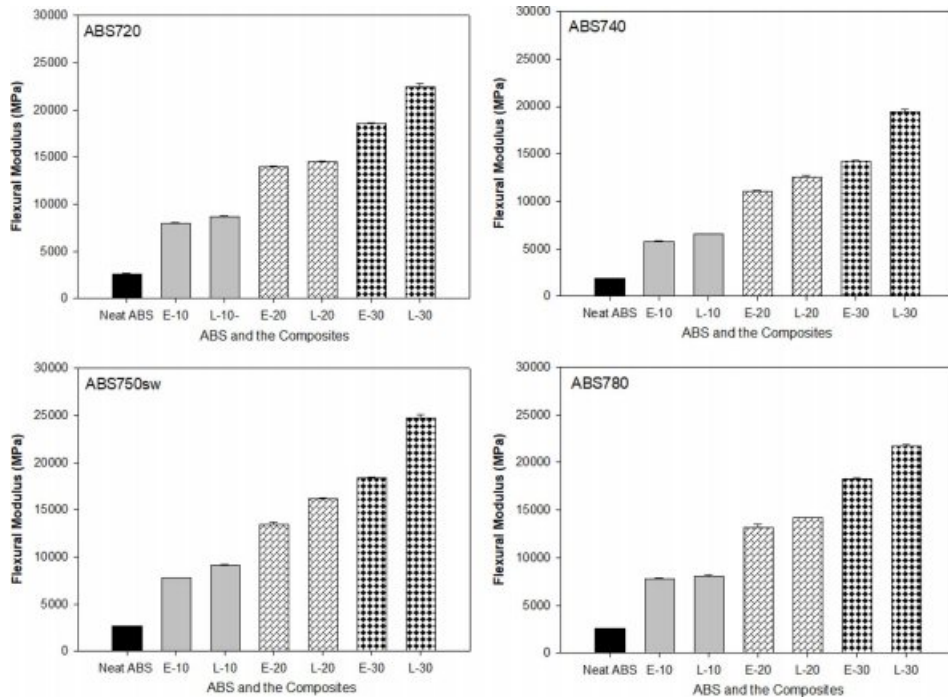 ABS720
Flexural Modulus (MPa)
30000
25000
20000
15000
10000
5000
0
Neat ABS E-10 L-10- E-20 L-20 E-30 L-30
ABS and the Composites
ABS740
Flexural Modulus (MPa)
30000
25000
20000
15000
10000
5000
0
Neat ABS E-10 L-10 E-20 L-20 E-30 L-30
ABS and the Composites
ABS750sw
Flexural Modulus (MPa)
30000
25000
20000
15000
10000
5000
0
Neat ABS E-10 L-10 E-20 L-20 E-30 L-30
ABS and the Composites
ABS780
Flexural Modulus (MPa)
30000
25000
20000
15000
10000
5000
0
Neat ABS E-10 L-10 E-20 L-20 E-30 L-30
ABS and the Composites